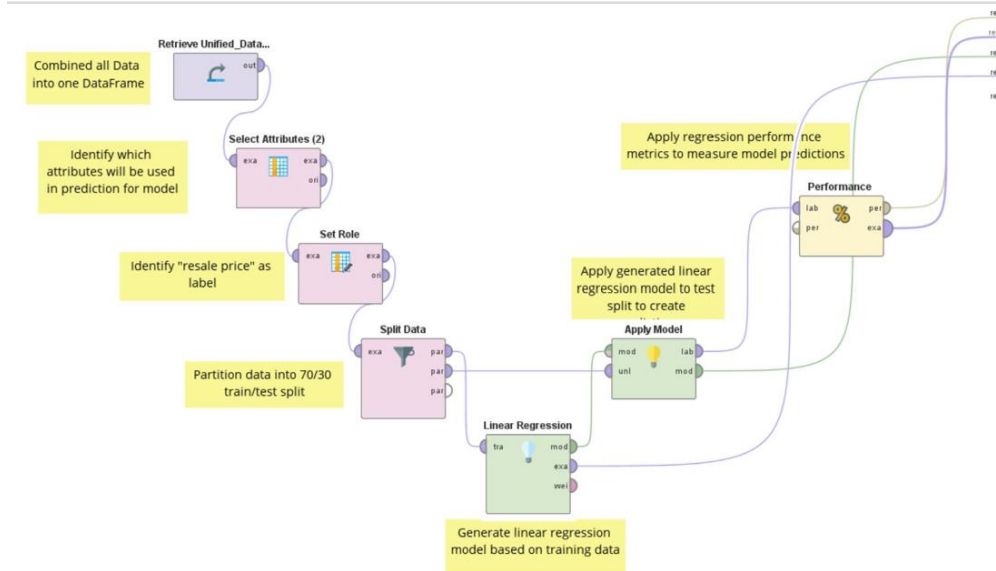 Retrieve Unified_Data...
out
Combined all Data
into one DataFrame
Select Attributes (2)
exa
exa
ori
Identify which
attributes will be used
in prediction for model
Set Role
exa
exa
ori
Identify "resale price" as
label
Split Data
exa
par
par
par
Partition data into 70/30
train/test split
Linear Regression
tra
mod
exa
wei
Generate linear regression
model based on training data
Apply generated linear
regression model to test
split to create
Apply Model
mod
lab
unl
mod
Apply regression performance
metrics to measure model predictions
Performance
lab
per
per
exa
re
re
re
re
re